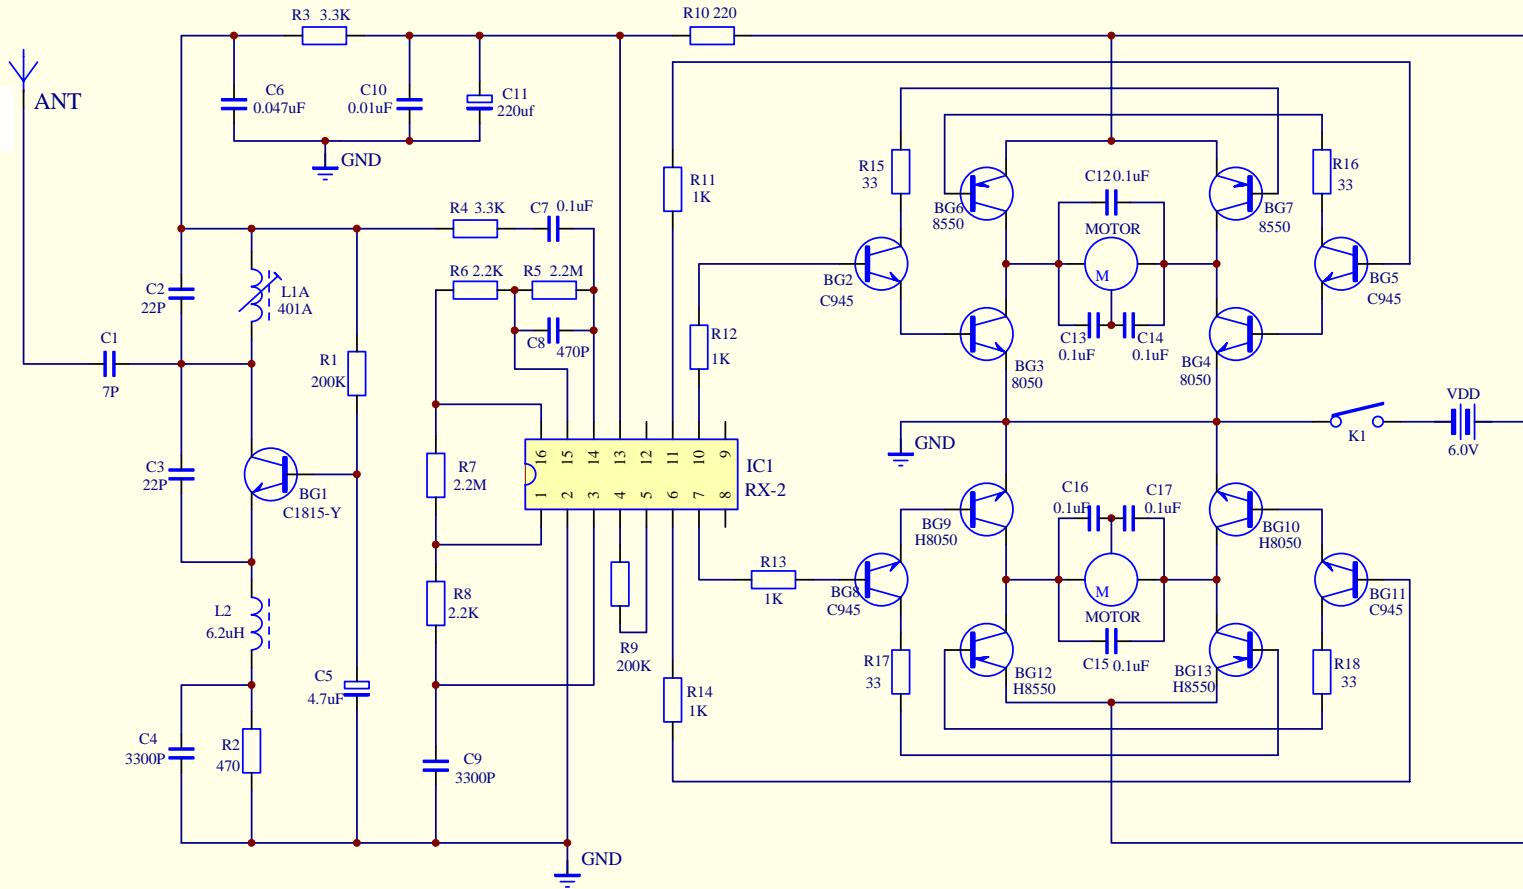 R3 3.3K
R10 220
ANT
C6
0.047uF
C10
0.01uF
C11
220uf
GND
R4 3.3K
C7 0.1uF
R6 2.2K
R5 2.2M
C8
470P
C2
22P
L1A
401A
C1
7P
R1
200K
C3
22P
BG1
C1815-Y
R7
2.2M
R8
2.2K
L2
6.2uH
C5
4.7uF
C4
3300P
R2
470
C9
3300P
GND
16 15 14 13 12 11 10 9
1 2 3 4 5 6 7 8
IC1
RX-2
R9
200K
R11
1K
R12
1K
R13
1K
R14
1K
R15
33
R16
33
BG6
8550
BG7
8550
C12 0.1uF
MOTOR
M
BG2
C945
BG5
C945
C13
0.1uF
C14
0.1uF
BG3
8050
BG4
8050
GND
K1
VDD
6.0V
C16
0.1uF
C17
0.1uF
BG9
H8050
BG10
H8050
BG8
C945
BG11
C945
M
MOTOR
C15 0.1uF
R17
33
R18
33
BG12
H8550
BG13
H8550